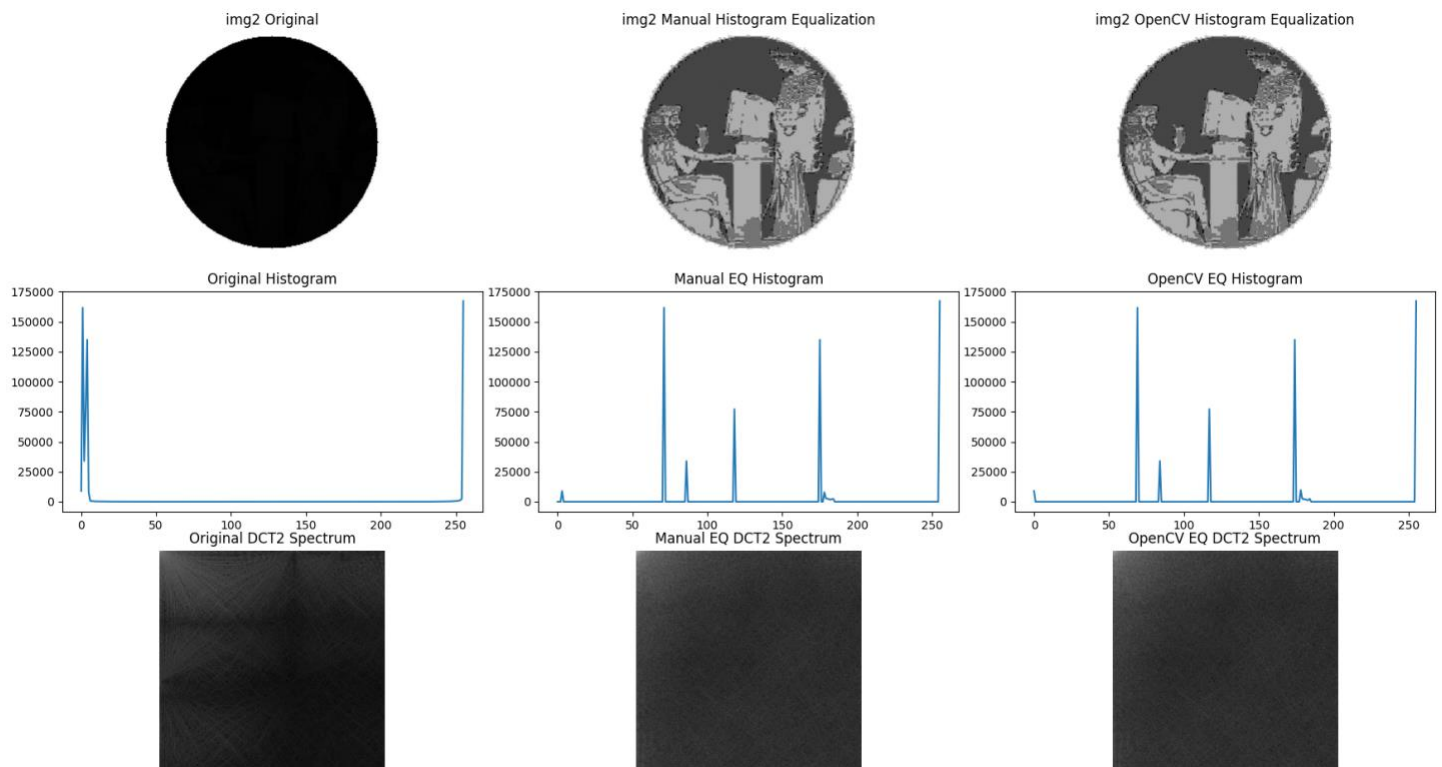 img2 Original
img2 Manual Histogram Equalization
img2 OpenCV Histogram Equalization
Original Histogram
175000
150000
125000
100000
75000
50000
25000
0
0 50 100 150 200 250
Manual EQ Histogram
175000
150000
125000
100000
75000
50000
25000
0
0 50 100 150 200 250
OpenCV EQ Histogram
175000
150000
125000
100000
75000
50000
25000
0
0 50 100 150 200 250
Original DCT2 Spectrum
Manual EQ DCT2 Spectrum
OpenCV EQ DCT2 Spectrum